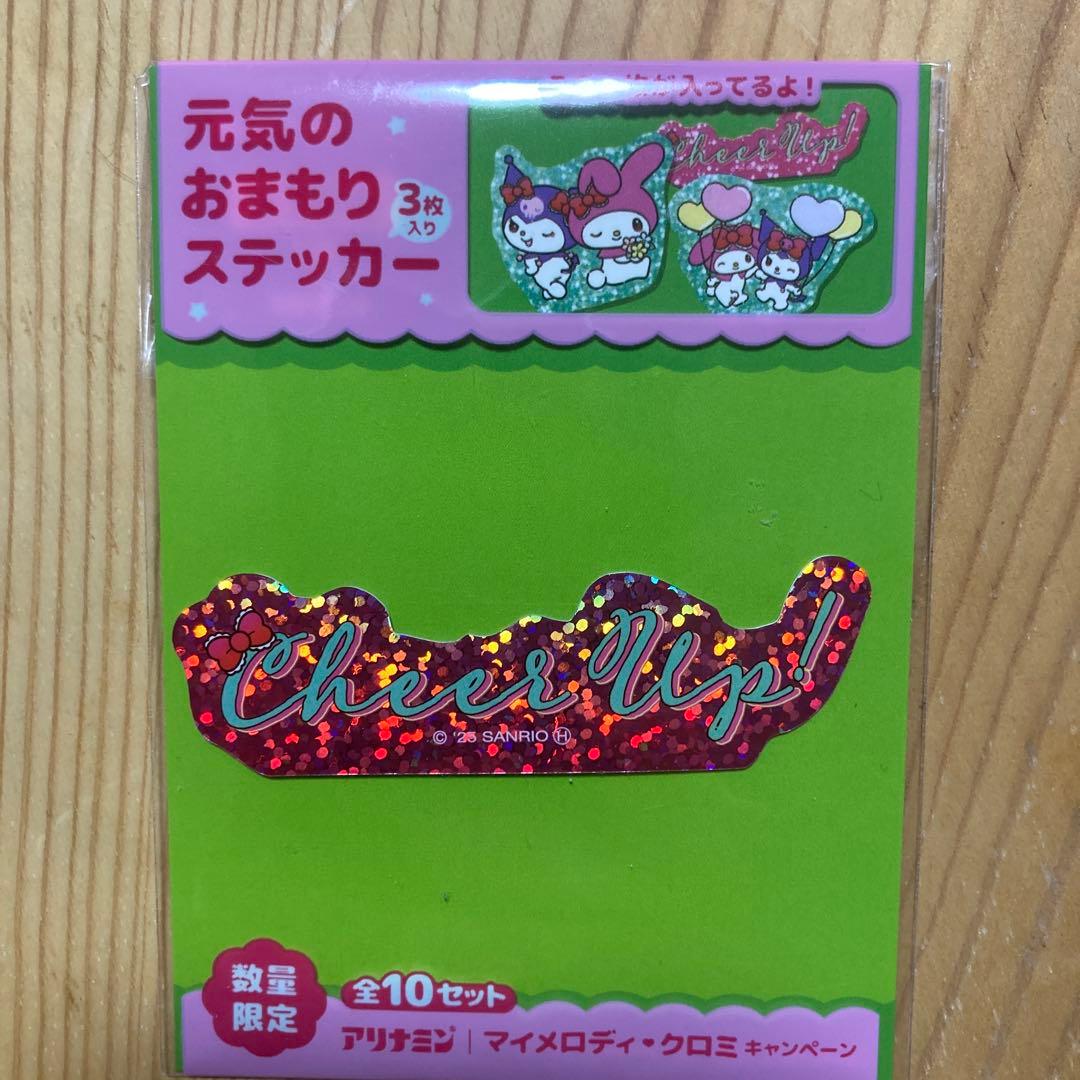 元気の
おまもり
ステッカー
3枚
入り
が入ってるよ!
Cheer Up!
Cheer Up!
© '23 SANRIO Ⓗ
数量
限定
全10セット
アリナミン | マイメロディ・クロミ キャンペーン